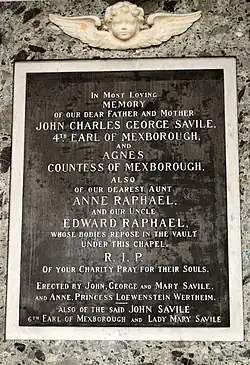 In Most Loving
MEMORY
OF OUR DEAR FATHER AND MOTHER
JOHN CHARLES GEORGE SAVILE,
4TH EARL OF MEXBOROUGH,
AND
AGNES
COUNTESS OF MEXBOROUGH,
ALSO
OF OUR DEAREST AUNT
ANNE RAPHAEL,
AND OUR UNCLE
EDWARD RAPHAEL,
WHOSE BODIES REPOSE IN THE VAULT
UNDER THIS CHAPEL.
R. I. P.
OF YOUR CHARITY PRAY FOR THEIR SOULS.
ERECTED BY JOHN, GEORGE AND MARY SAVILE,
AND ANNE, PRINCESS LOEWENSTEIN WERTHEIM.
ALSO OF THE SAID JOHN SAVILE
6TH EARL OF MEXBOROUGH AND LADY MARY SAVILE